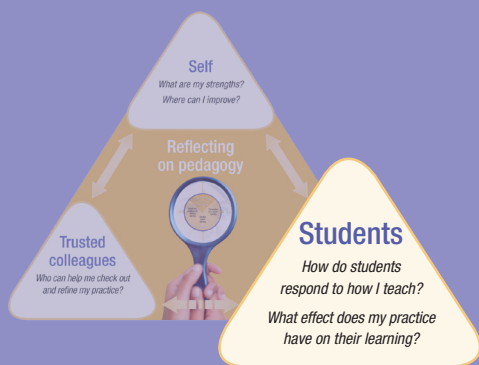 Self
What are my strengths?
Where can I improve?
Reflecting
on pedagogy
Trusted
colleagues
Who can help me check out
and refine my practice?
Students
How do students
respond to how I teach?
What effect does my practice
have on their learning?